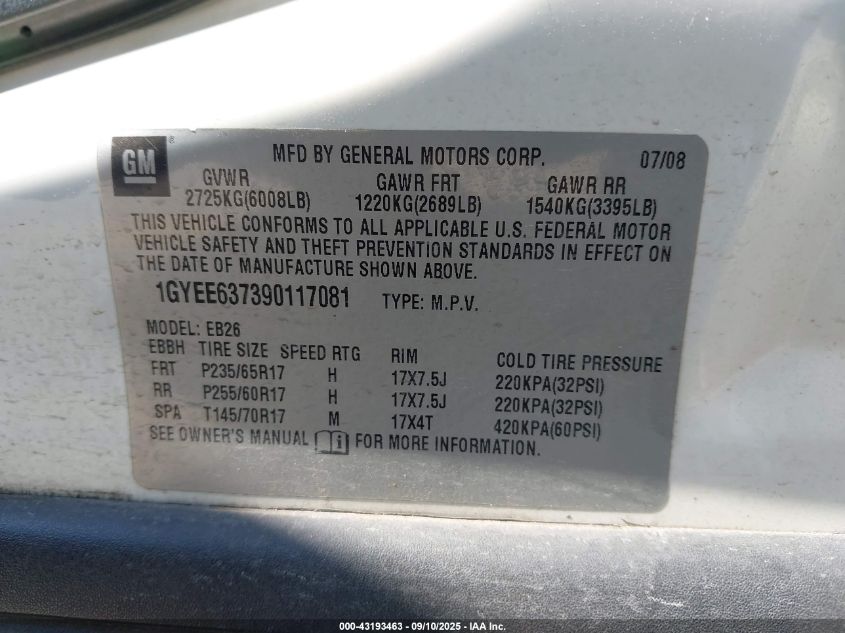 GM ®
MFD BY GENERAL MOTORS CORP. 07/08
GVWR GAWR FRT GAWR RR
2725KG(6008LB) 1220KG(2689LB) 1540KG(3395LB)
THIS VEHICLE CONFORMS TO ALL APPLICABLE U.S. FEDERAL MOTOR
VEHICLE SAFETY AND THEFT PREVENTION STANDARDS IN EFFECT ON
THE DATE OF MANUFACTURE SHOWN ABOVE.
1GYEE637390117081 TYPE: M.P.V.
MODEL: EB26
EBBH TIRE SIZE SPEED RTG RIM COLD TIRE PRESSURE
FRT P235/65R17 H 17X7.5J 220KPA(32PSI)
RR P255/60R17 H 17X7.5J 220KPA(32PSI)
SPA T145/70R17 M 17X4T 420KPA(60PSI)
SEE OWNER'S MANUAL i FOR MORE INFORMATION.
000-43193463 - 09/10/2025 - IAA Inc.